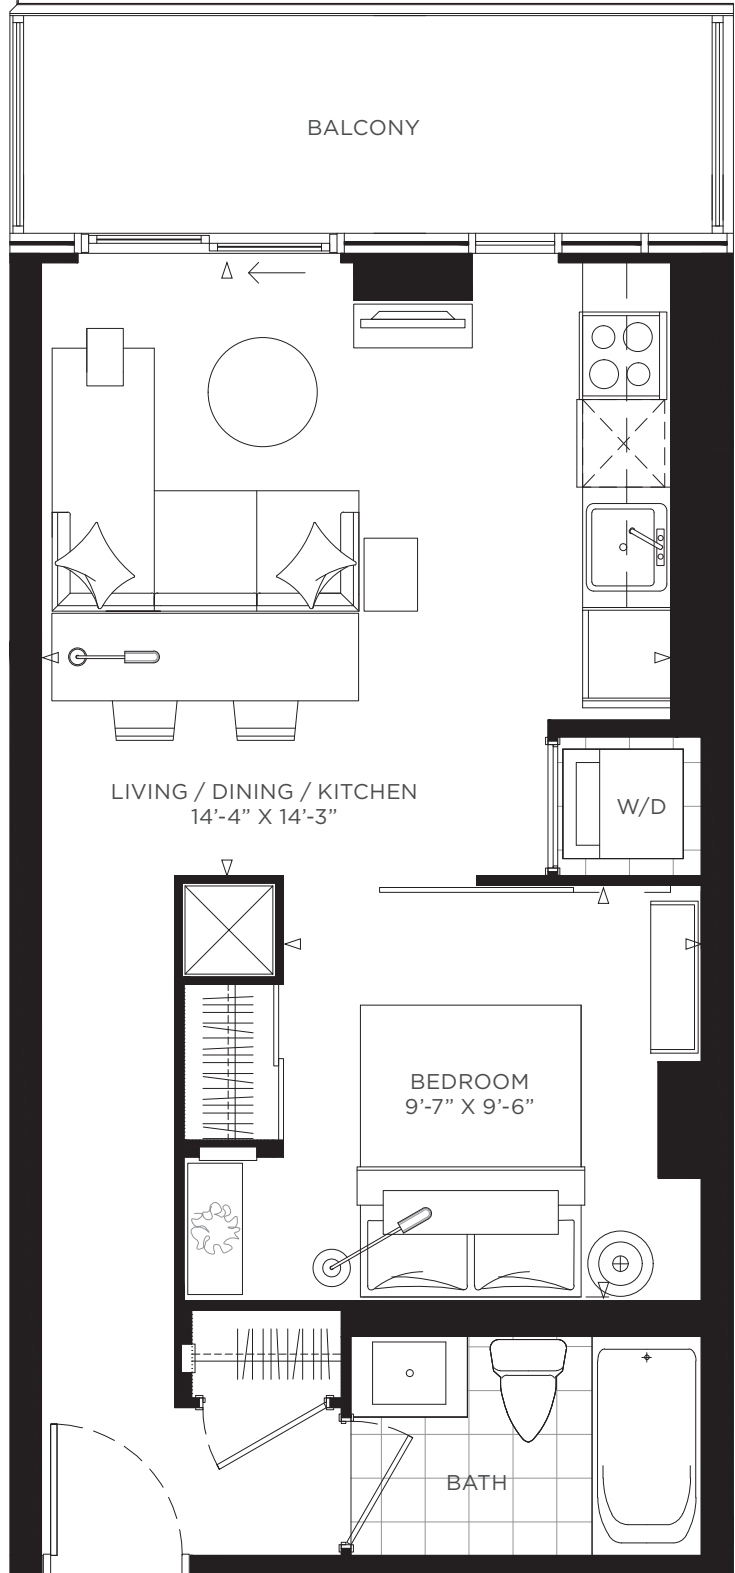 BALCONY
LIVING / DINING / KITCHEN
14’-4” X 14’-3”
W/D
BEDROOM
9’-7” X 9’-6”
BATH